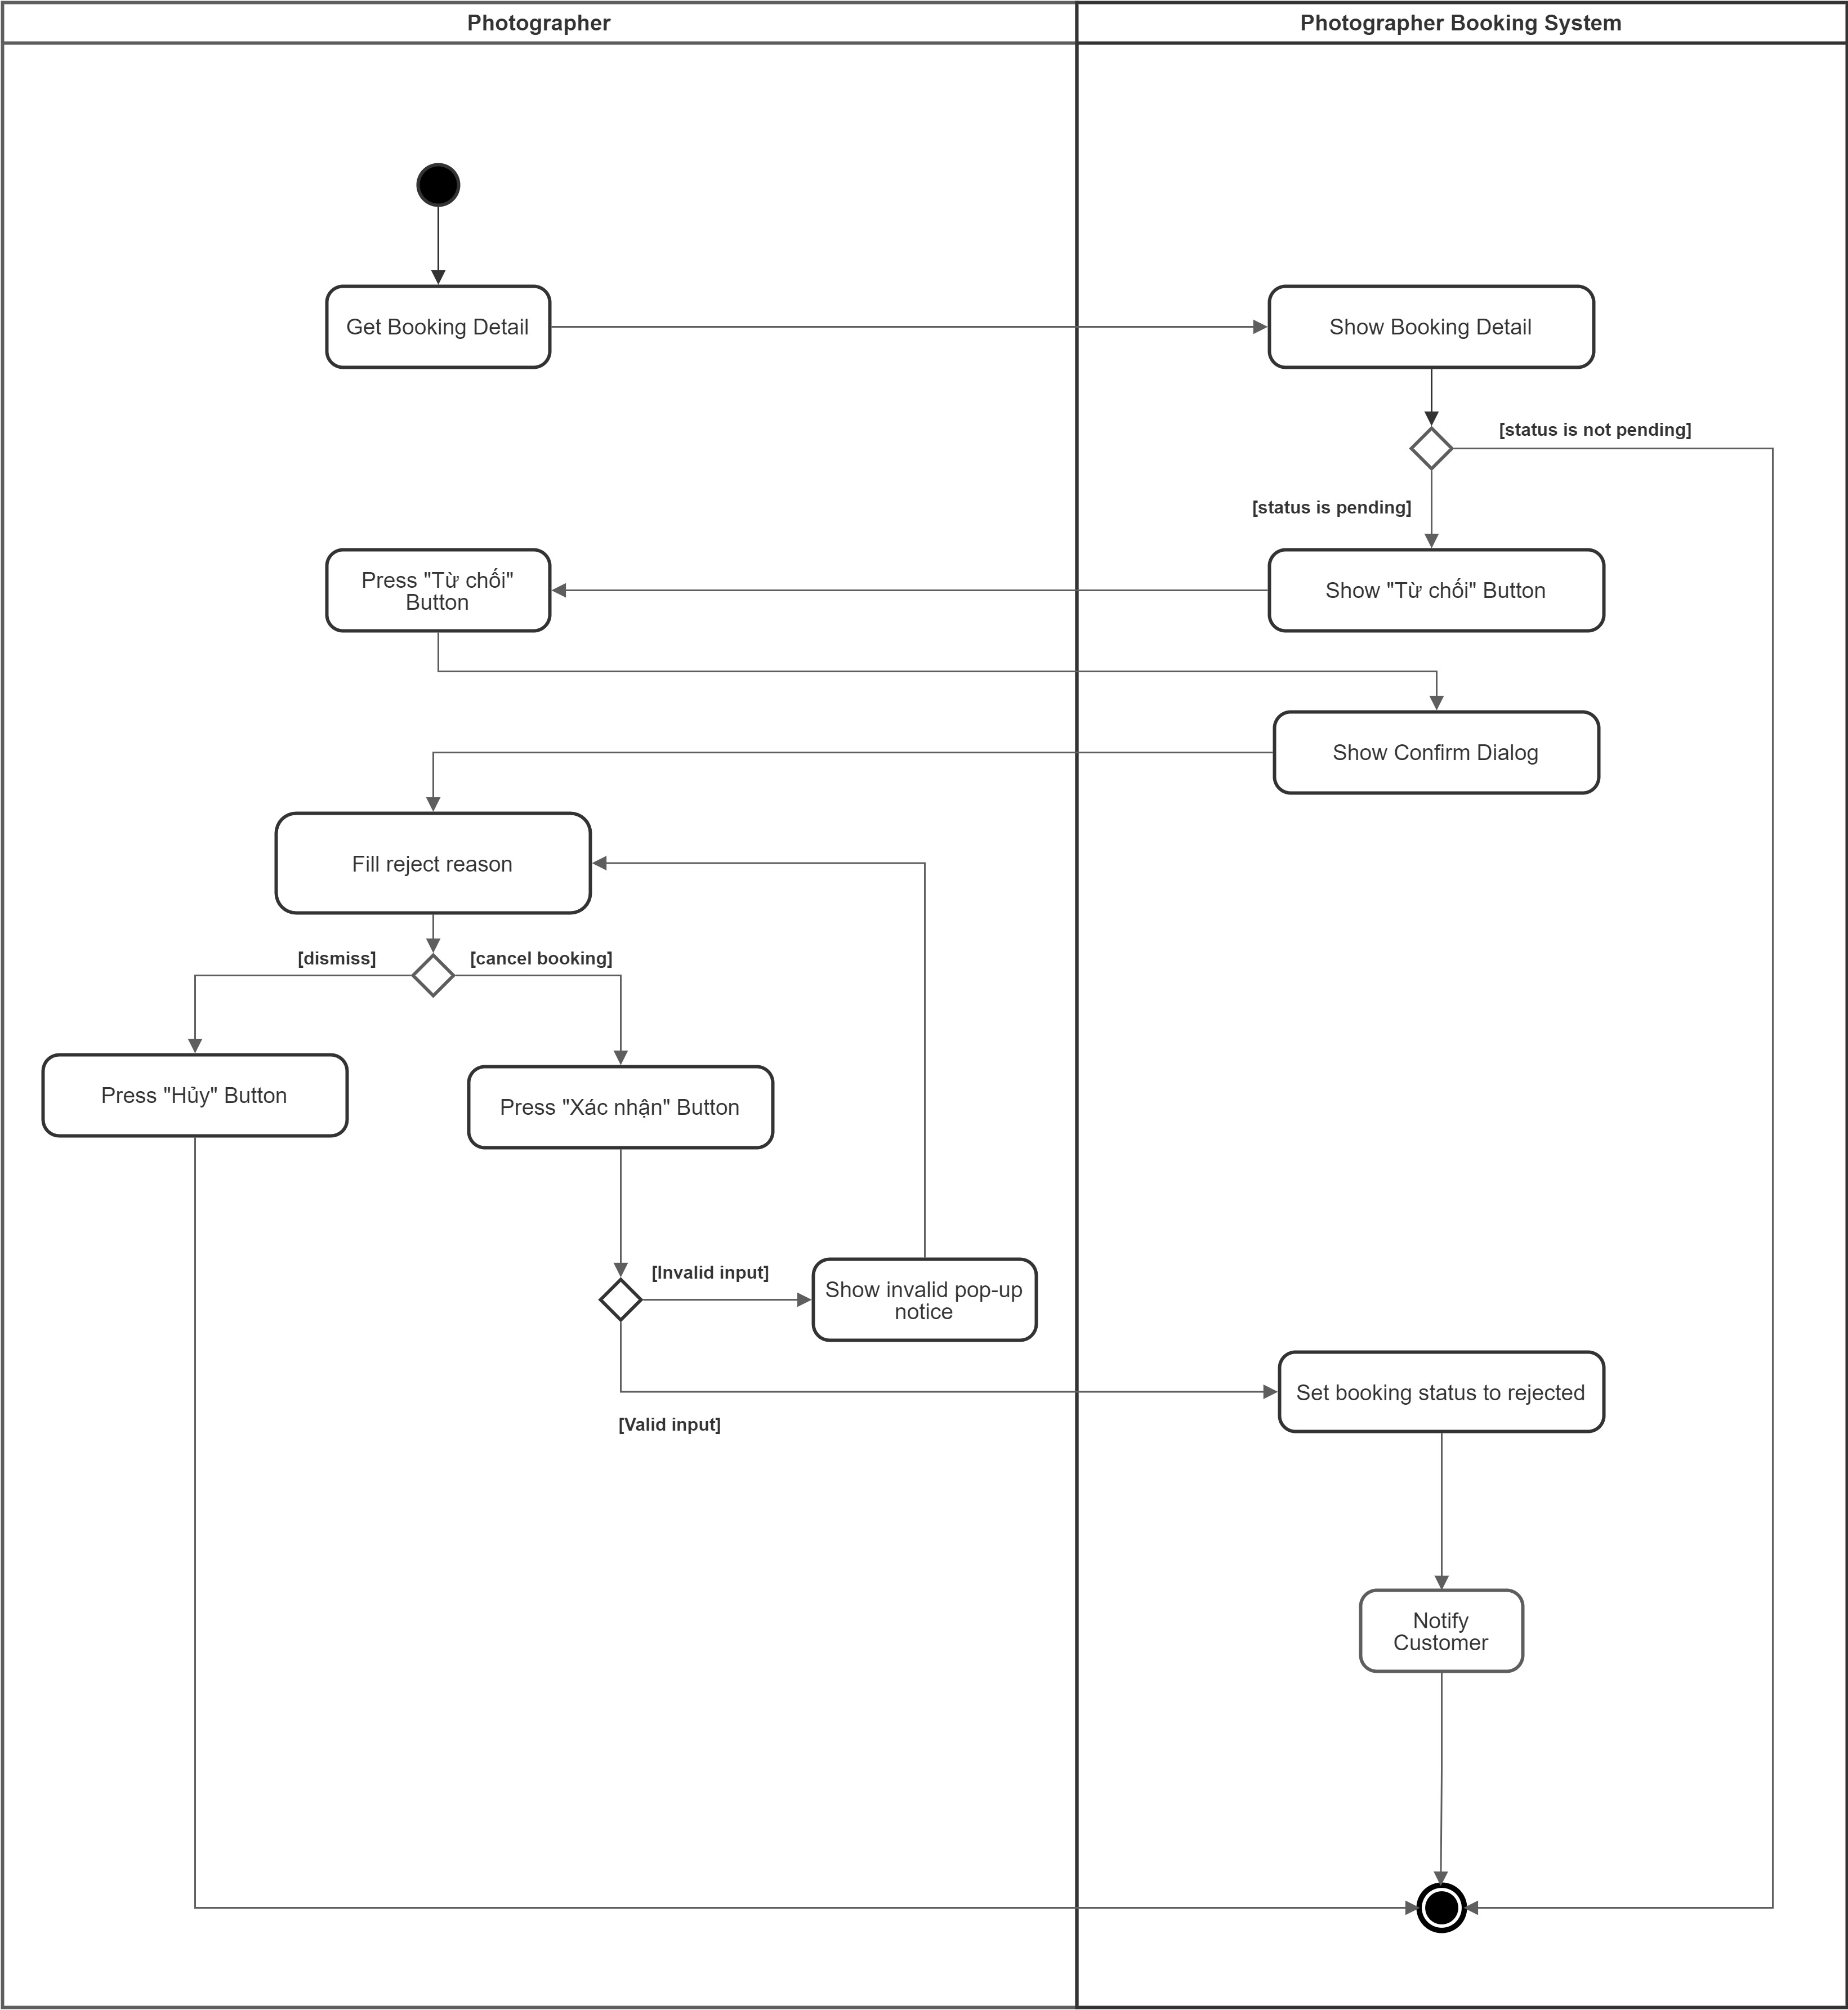 Photographer
Photographer Booking System
Get Booking Detail
Show Booking Detail
[status is not pending]
[status is pending]
Press "Từ chối"
Button
Show "Từ chối" Button
Show Confirm Dialog
Fill reject reason
[dismiss]
[cancel booking]
Press "Hủy" Button
Press "Xác nhận" Button
[Invalid input]
Show invalid pop-up
notice
Set booking status to rejected
[Valid input]
Notify
Customer